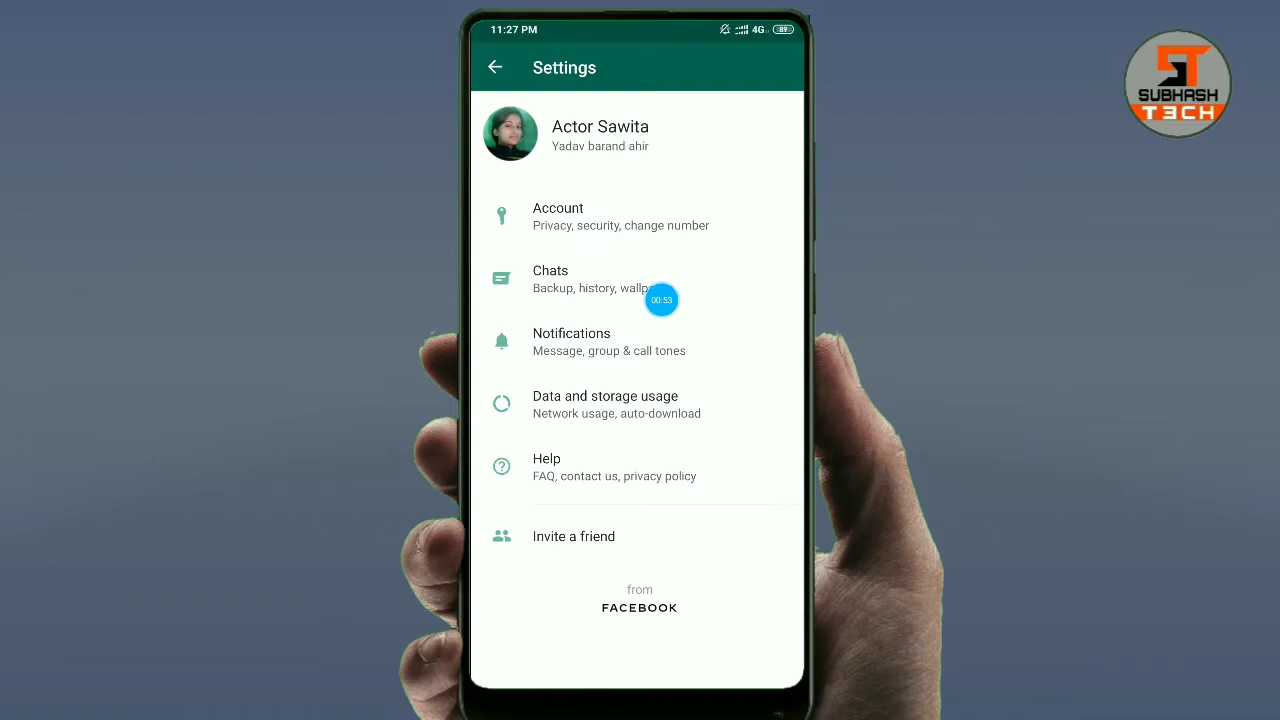 11:27 PM
4G
89
Settings
Actor Sawita
Yadav barand ahir
Account
Privacy, security, change number
Chats
Backup, history,
00:53
Notifications
Message, group & call tones
Data and storage usage
Network usage, auto-download
Help
FAQ, contact us, privacy policy
Invite a friend
from
FACEBOOK
ST
SUBHASH
T3CH